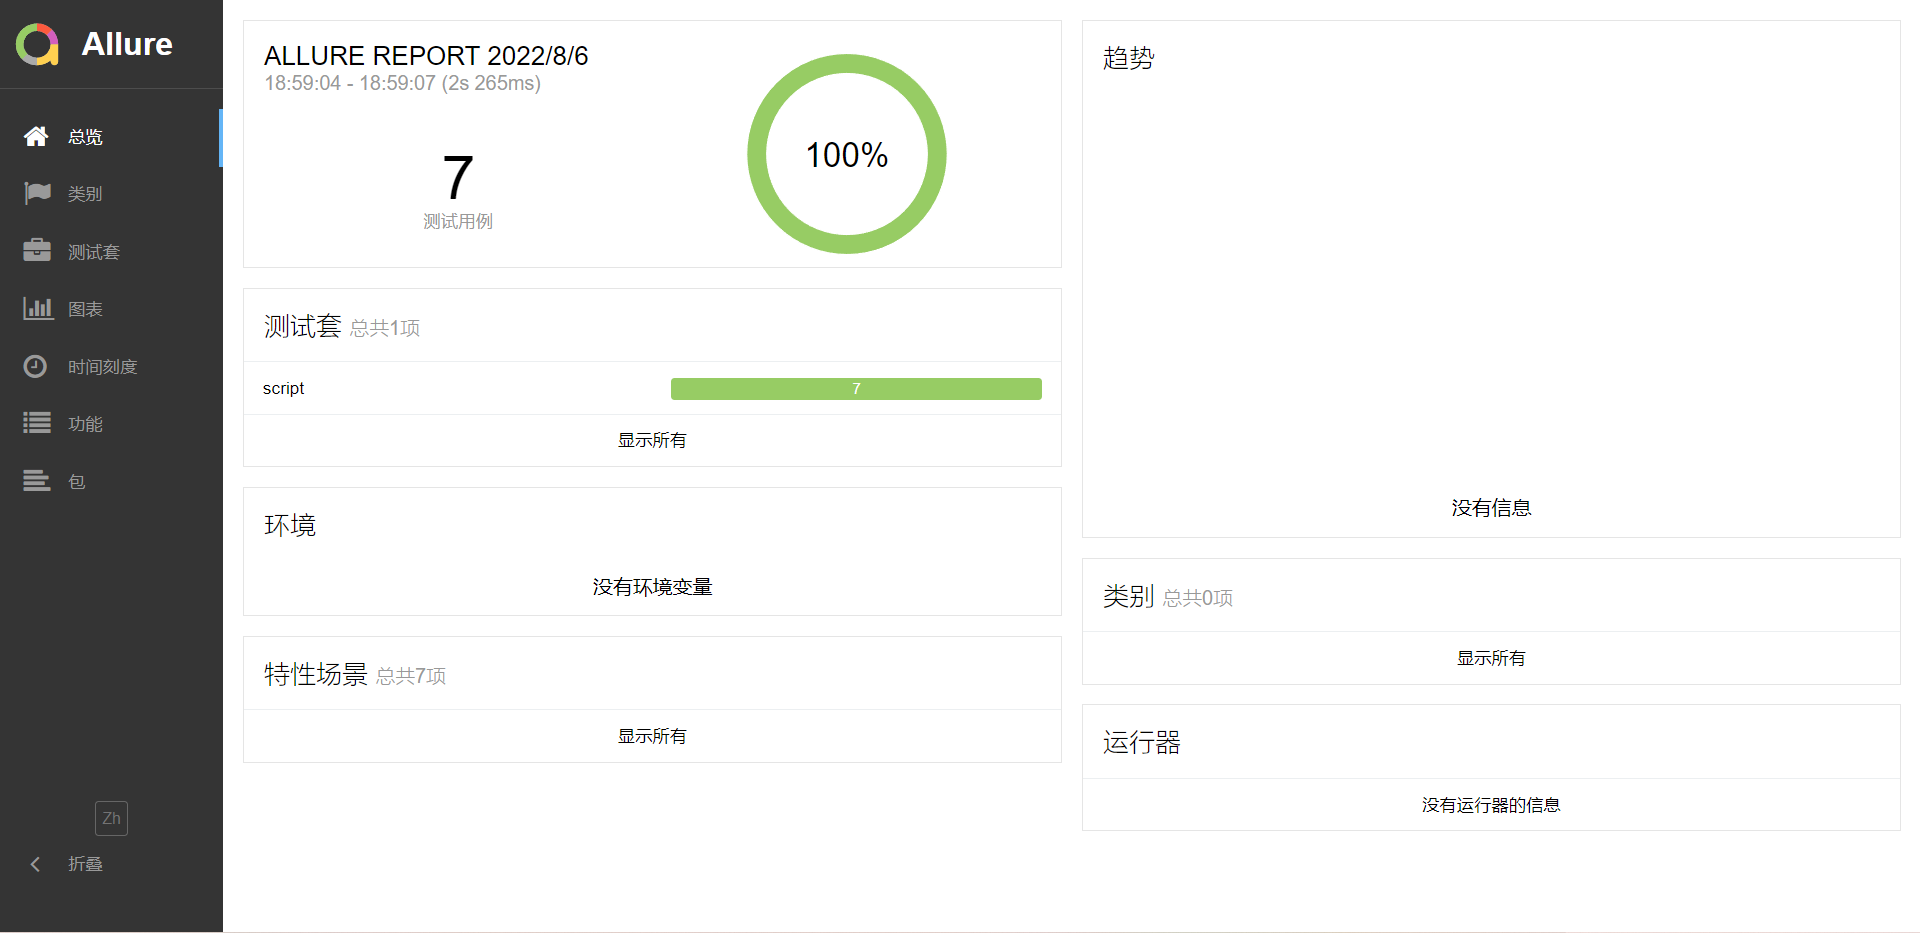 Allure
总览
类别
测试套
图表
时间刻度
功能
包
Zh
折叠
ALLURE REPORT 2022/8/6
18:59:04 - 18:59:07 (2s 265ms)
7
测试用例
100%
测试套 总共1项
script 7
显示所有
环境
没有环境变量
特性场景 总共7项
显示所有
趋势
没有信息
类别 总共0项
显示所有
运行器
没有运行器的信息